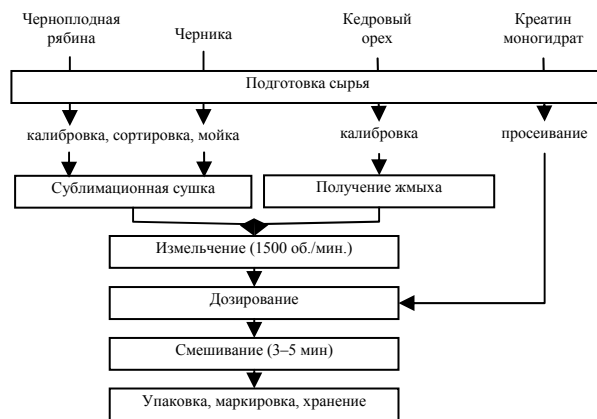 Черноплодная
рябина
Черника
Кедровый
орех
Креатин
моногидрат
Подготовка сырья
калибровка, сортировка, мойка
калибровка
просеивание
Сублимационная сушка
Получение жмыха
Измельчение (1500 об./мин.)
Дозирование
Смешивание (3–5 мин)
Упаковка, маркировка, хранение